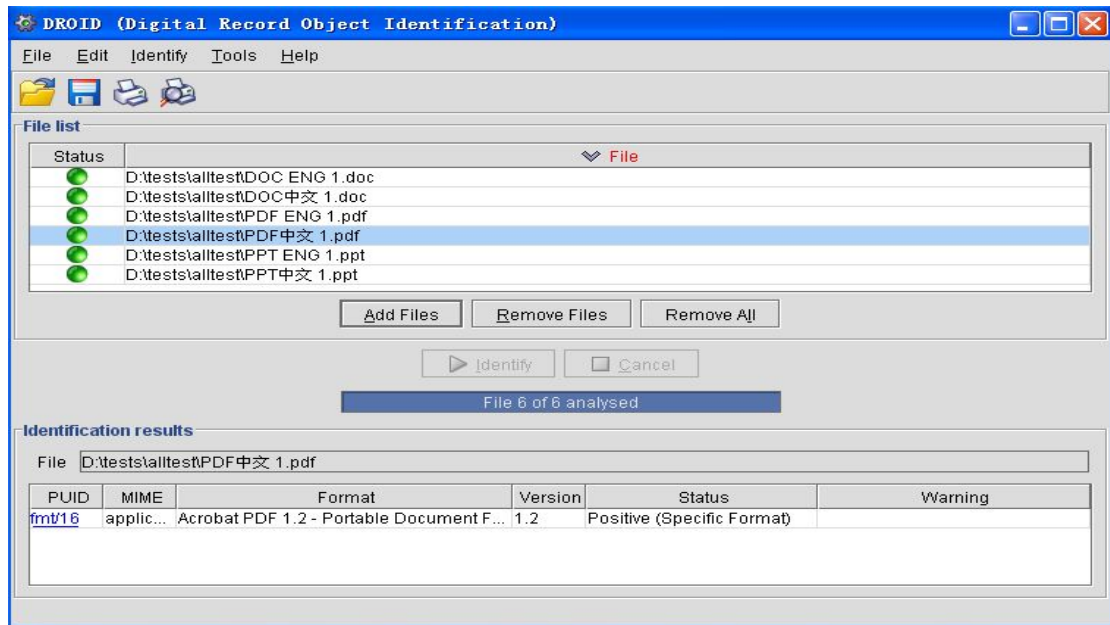 DROID (Digital Record Object Identification)
File Edit Identify Tools Help
File list
Status File
D:\tests\alltest\DOC ENG 1.doc
D:\tests\alltest\DOC中文 1.doc
D:\tests\alltest\PDF ENG 1.pdf
D:\tests\alltest\PDF中文 1.pdf
D:\tests\alltest\PPT ENG 1.ppt
D:\tests\alltest\PPT中文 1.ppt
Add Files Remove Files Remove All
Identify Cancel
File 6 of 6 analysed
Identification results
File D:\tests\alltest\PDF中文 1.pdf
PUID MIME Format Version Status Warning
fmt/16 applic... Acrobat PDF 1.2 - Portable Document F... 1.2 Positive (Specific Format)